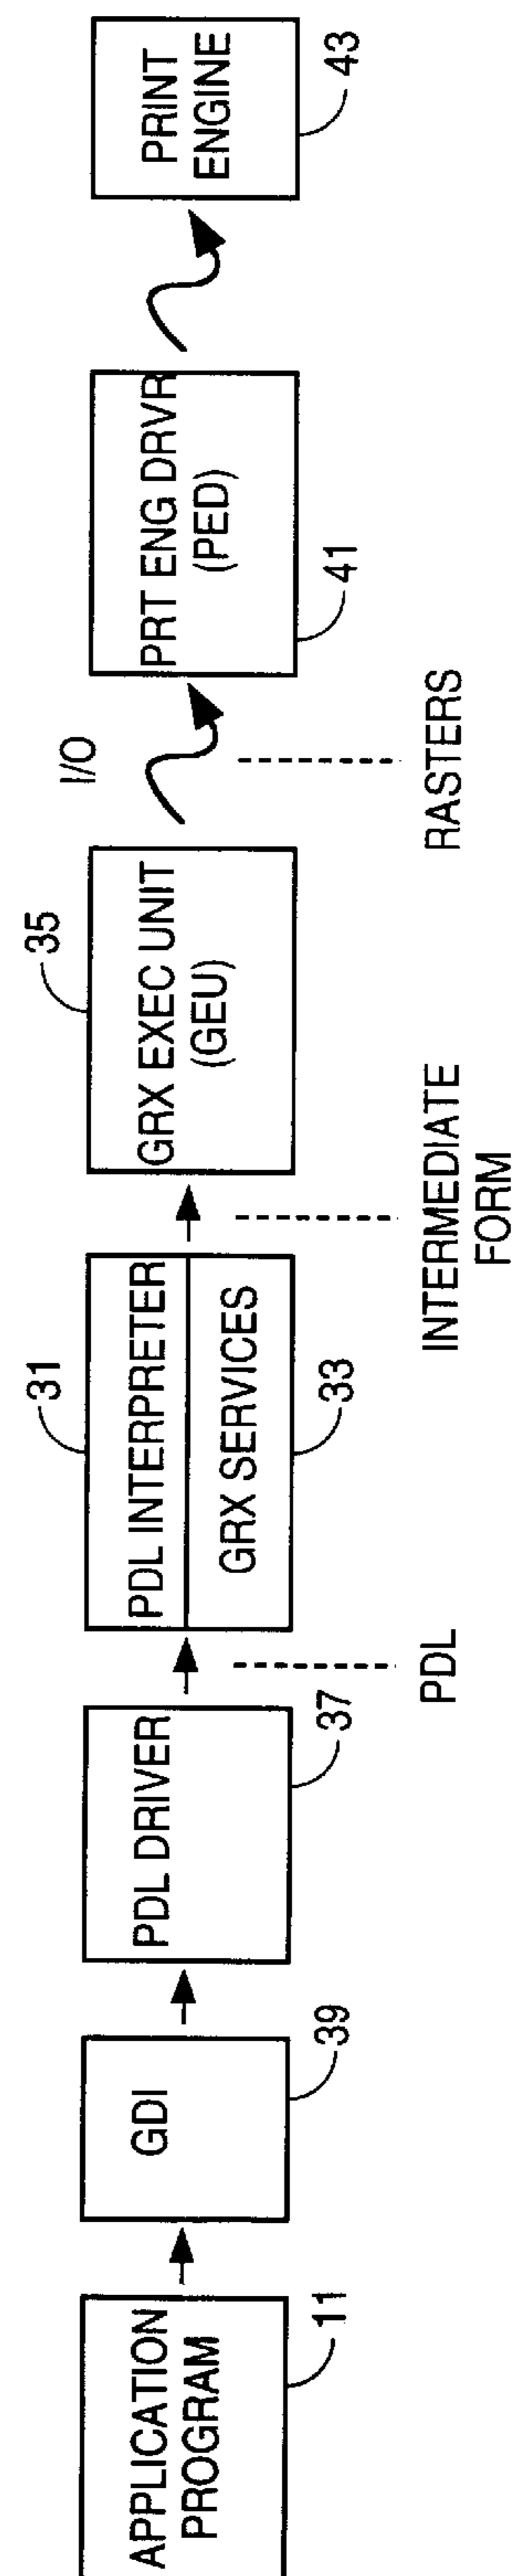 APPLICATION
PROGRAM
11
GDI
39
PDL DRIVER
37
PDL
PDL INTERPRETER
31
GRX SERVICES
33
INTERMEDIATE
FORM
GRX EXEC UNIT
(GEU)
35
I/O
RASTERS
PRT ENG DRVR
(PED)
41
PRINT
ENGINE
43